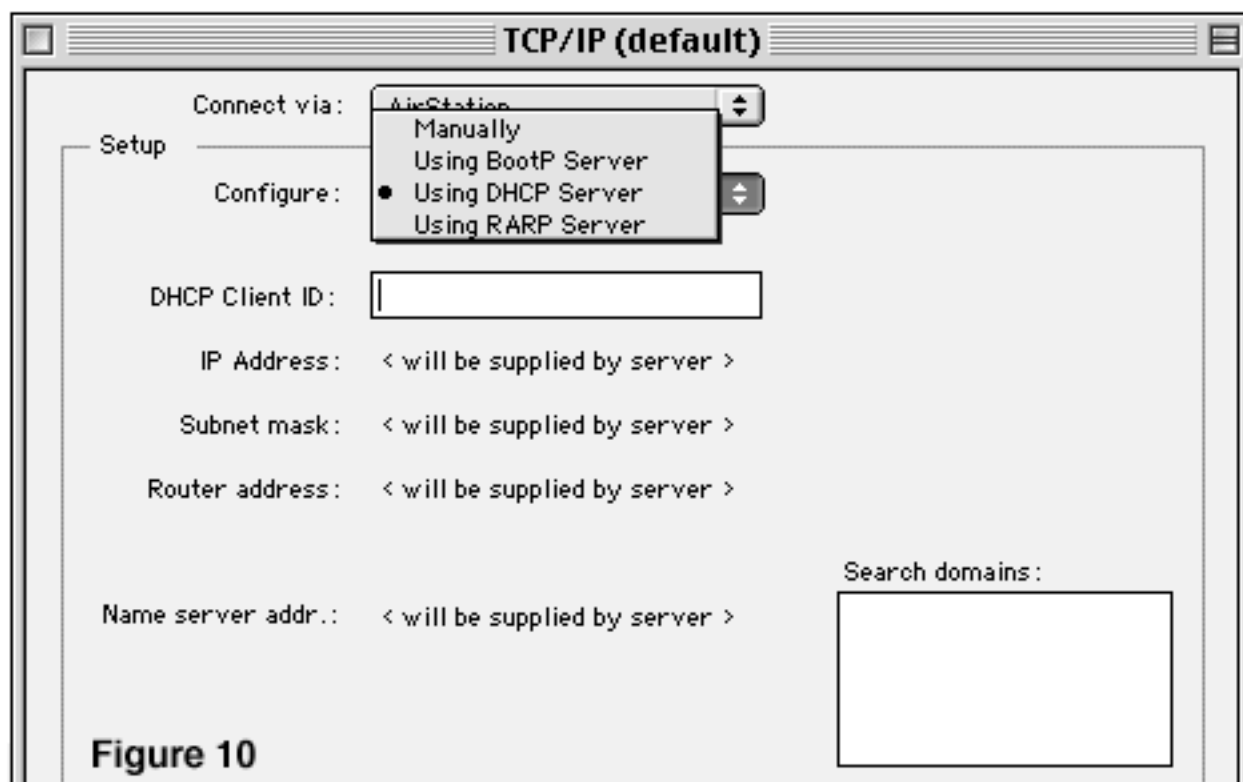 TCP/IP (default)
Connect via: AirStation
Setup
Configure:
Manually
Using BootP Server
Using DHCP Server
Using RARP Server
DHCP Client ID:
IP Address: < will be supplied by server >
Subnet mask: < will be supplied by server >
Router address: < will be supplied by server >
Search domains:
Name server addr.: < will be supplied by server >
Figure 10